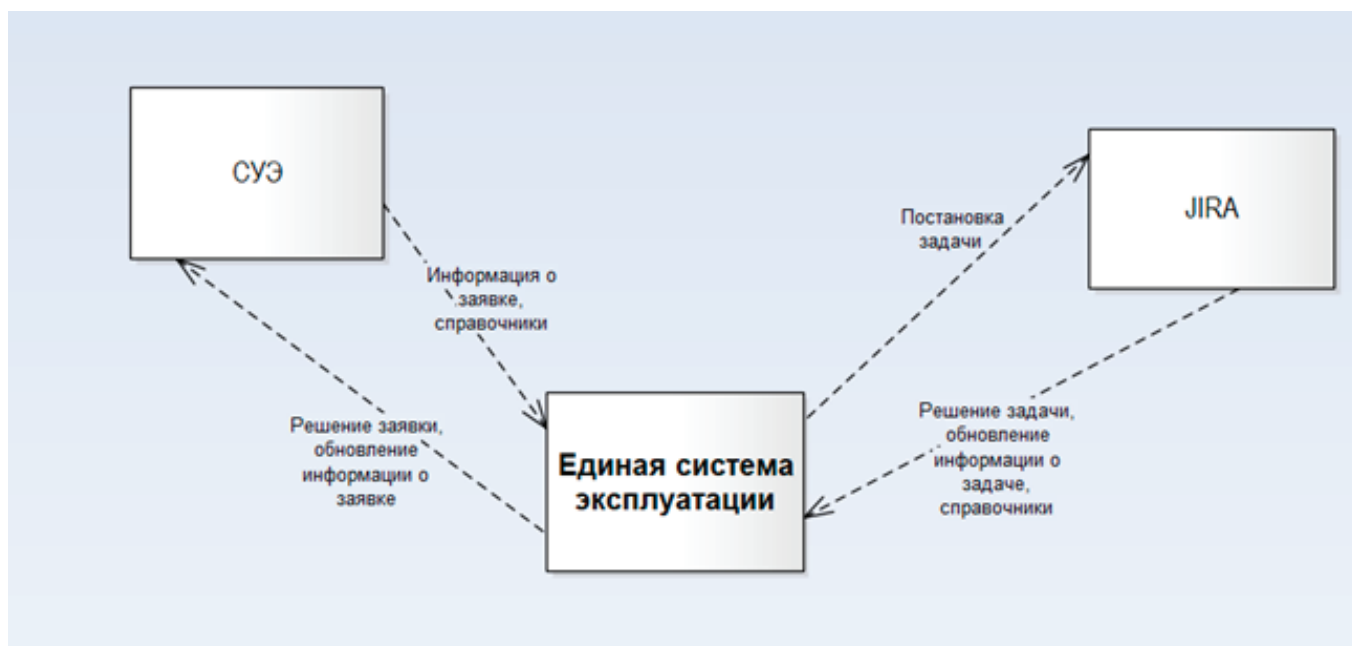 СУЭ
JIRA
Постановка
задачи
Информация о
заявке,
справочники
Решение заявки,
обновление
информации о
заявке
Единая система
эксплуатации
Решение задачи,
обновление
информации о
задаче,
справочники